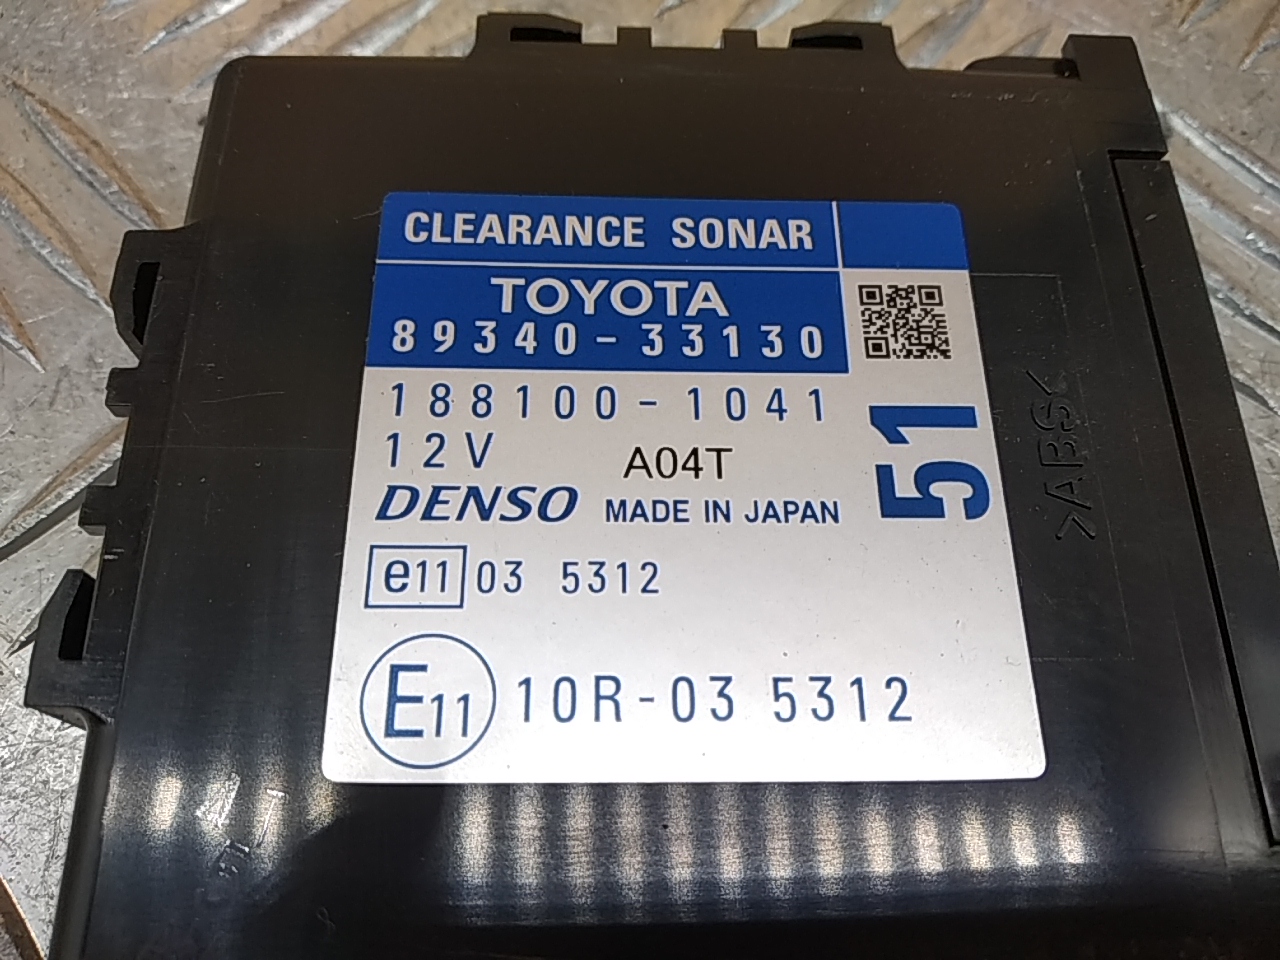 CLEARANCE SONAR
TOYOTA
89340-33130
188100-1041
12V A04T
DENSO MADE IN JAPAN
51
e11 03 5312
E11 10R-03 5312
>ABS<